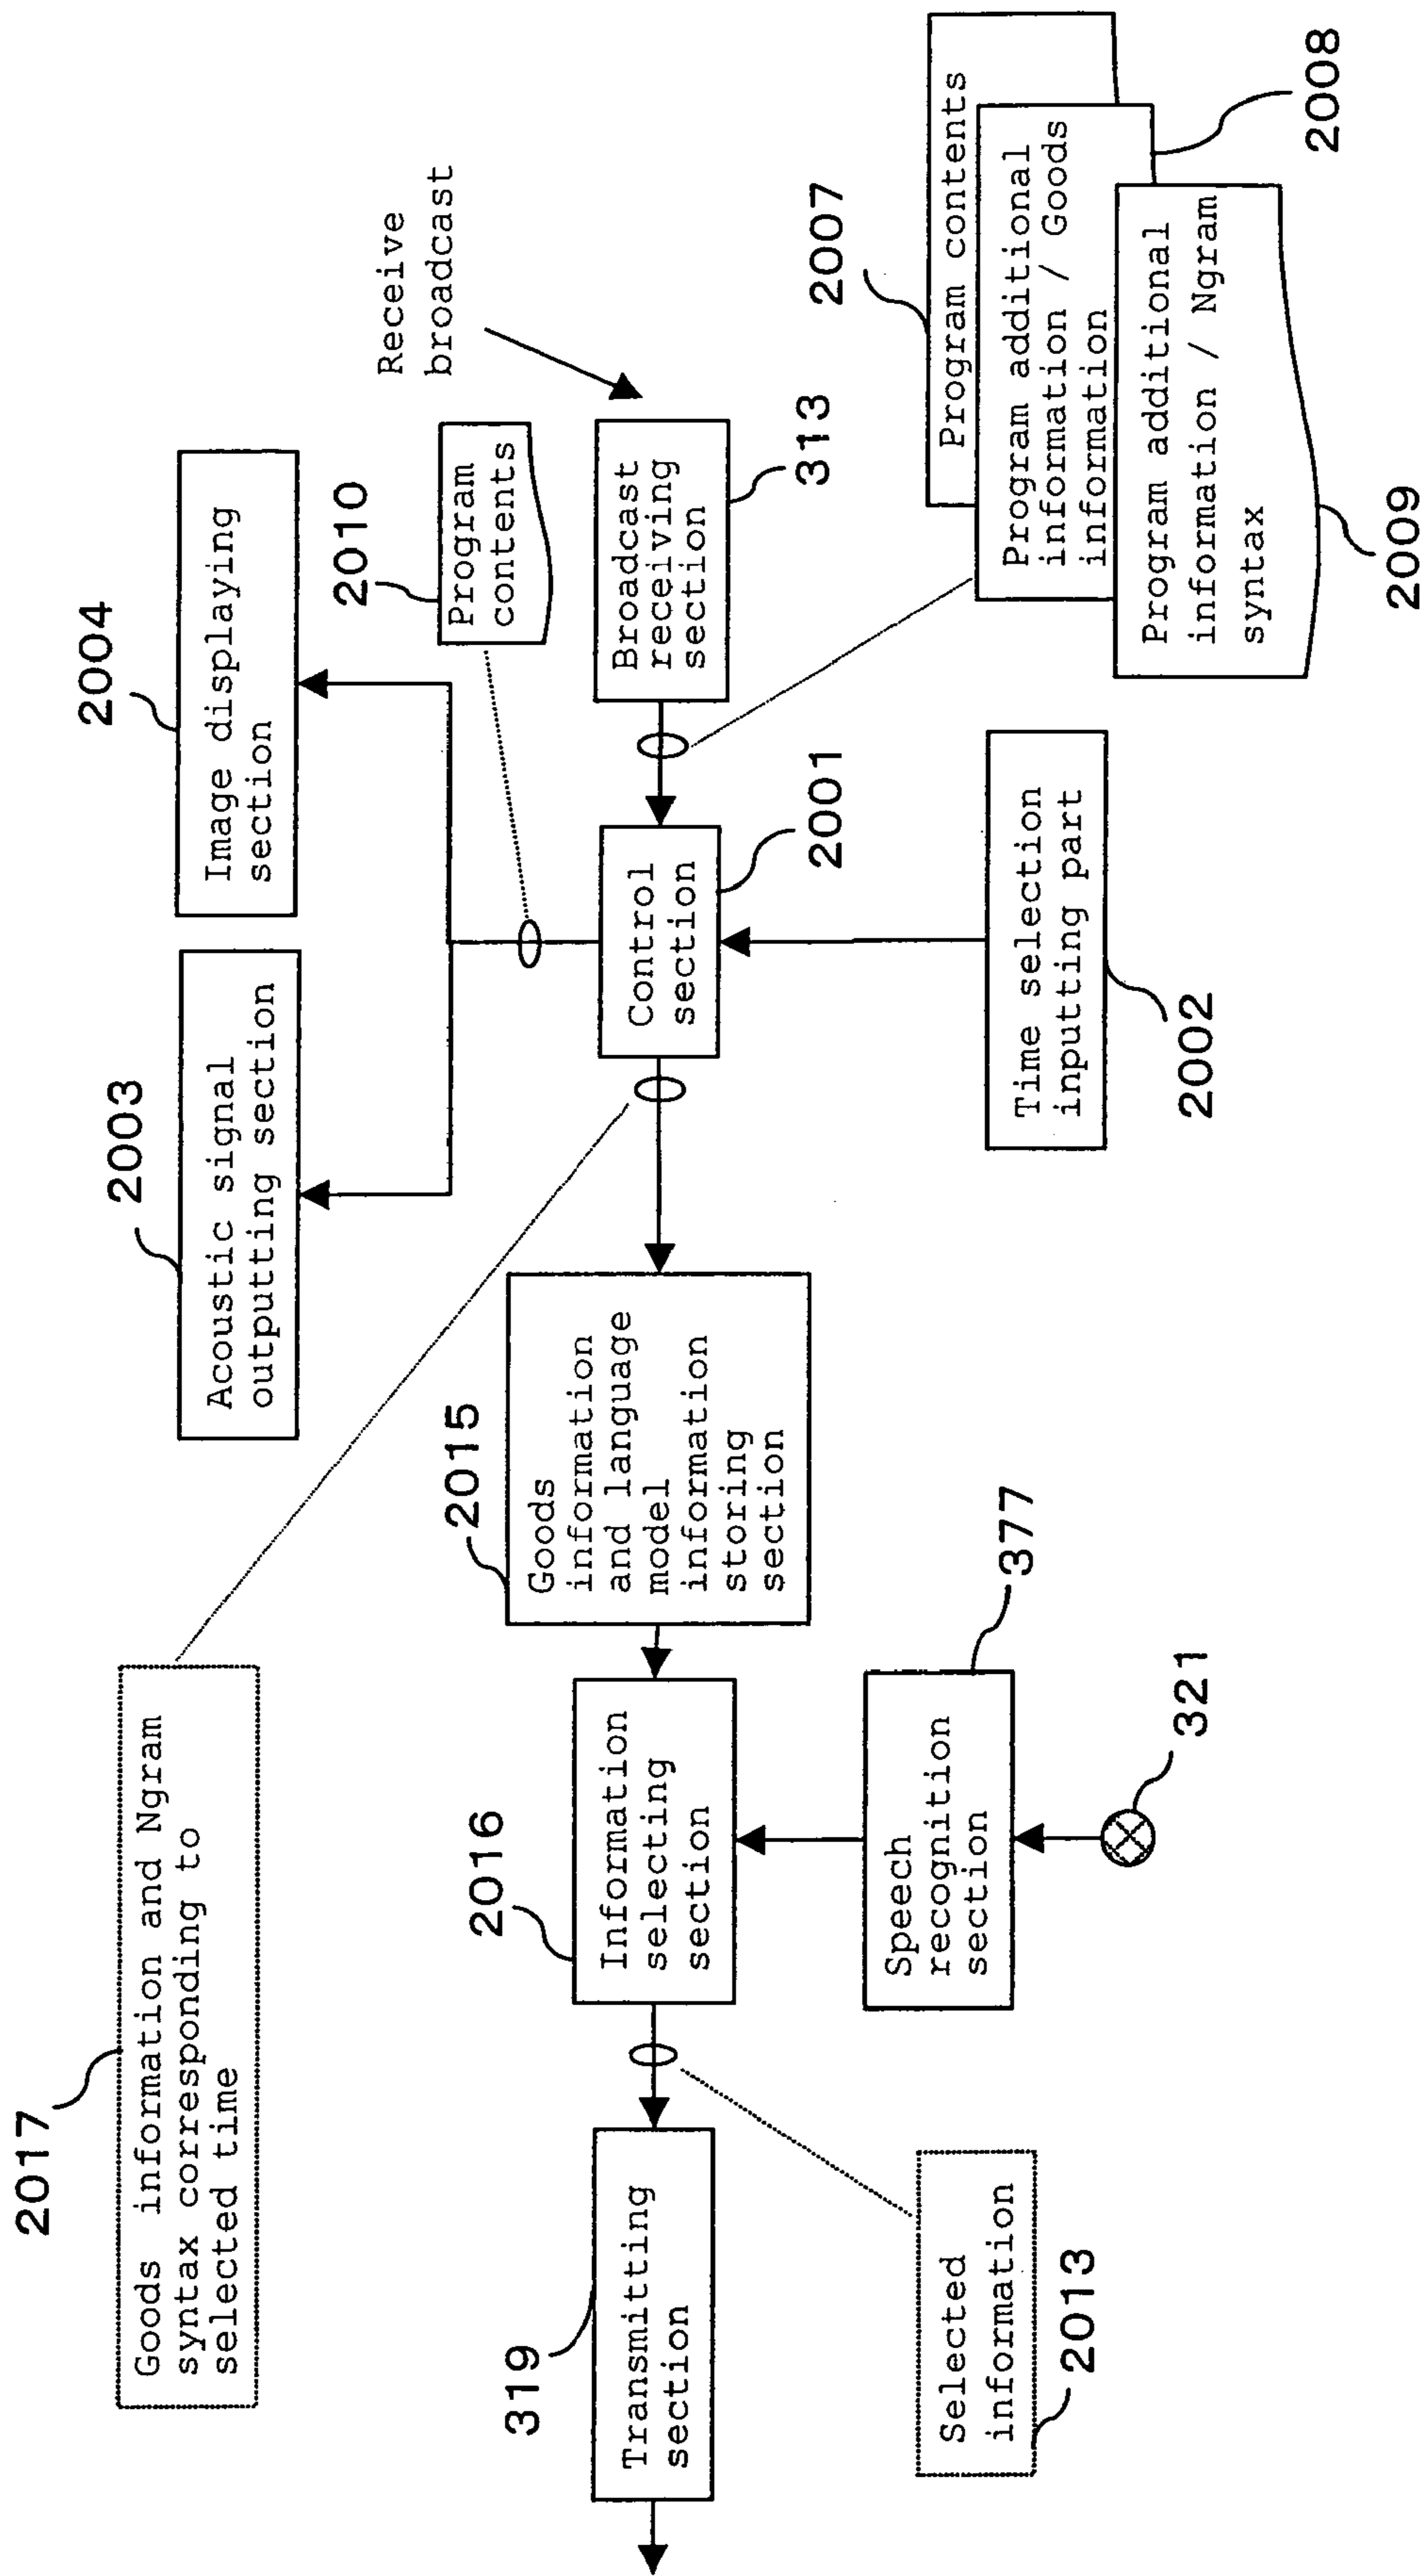 2017
Goods information and Ngram
syntax corresponding to
selected time
2003
Acoustic signal
outputting section
2004
Image displaying
section
2010
Program
contents
Receive
broadcast
319
Transmitting
section
2016
Information
selecting
section
2015
Goods
information
and language
model
information
storing
section
Control
section
2001
Broadcast
receiving
section
313
Selected
information
2013
Speech
recognition
section
377
321
Time selection
inputting part
2002
2007
Program contents
Program additional
information / Goods
information
2008
Program additional
information / Ngram
syntax
2009